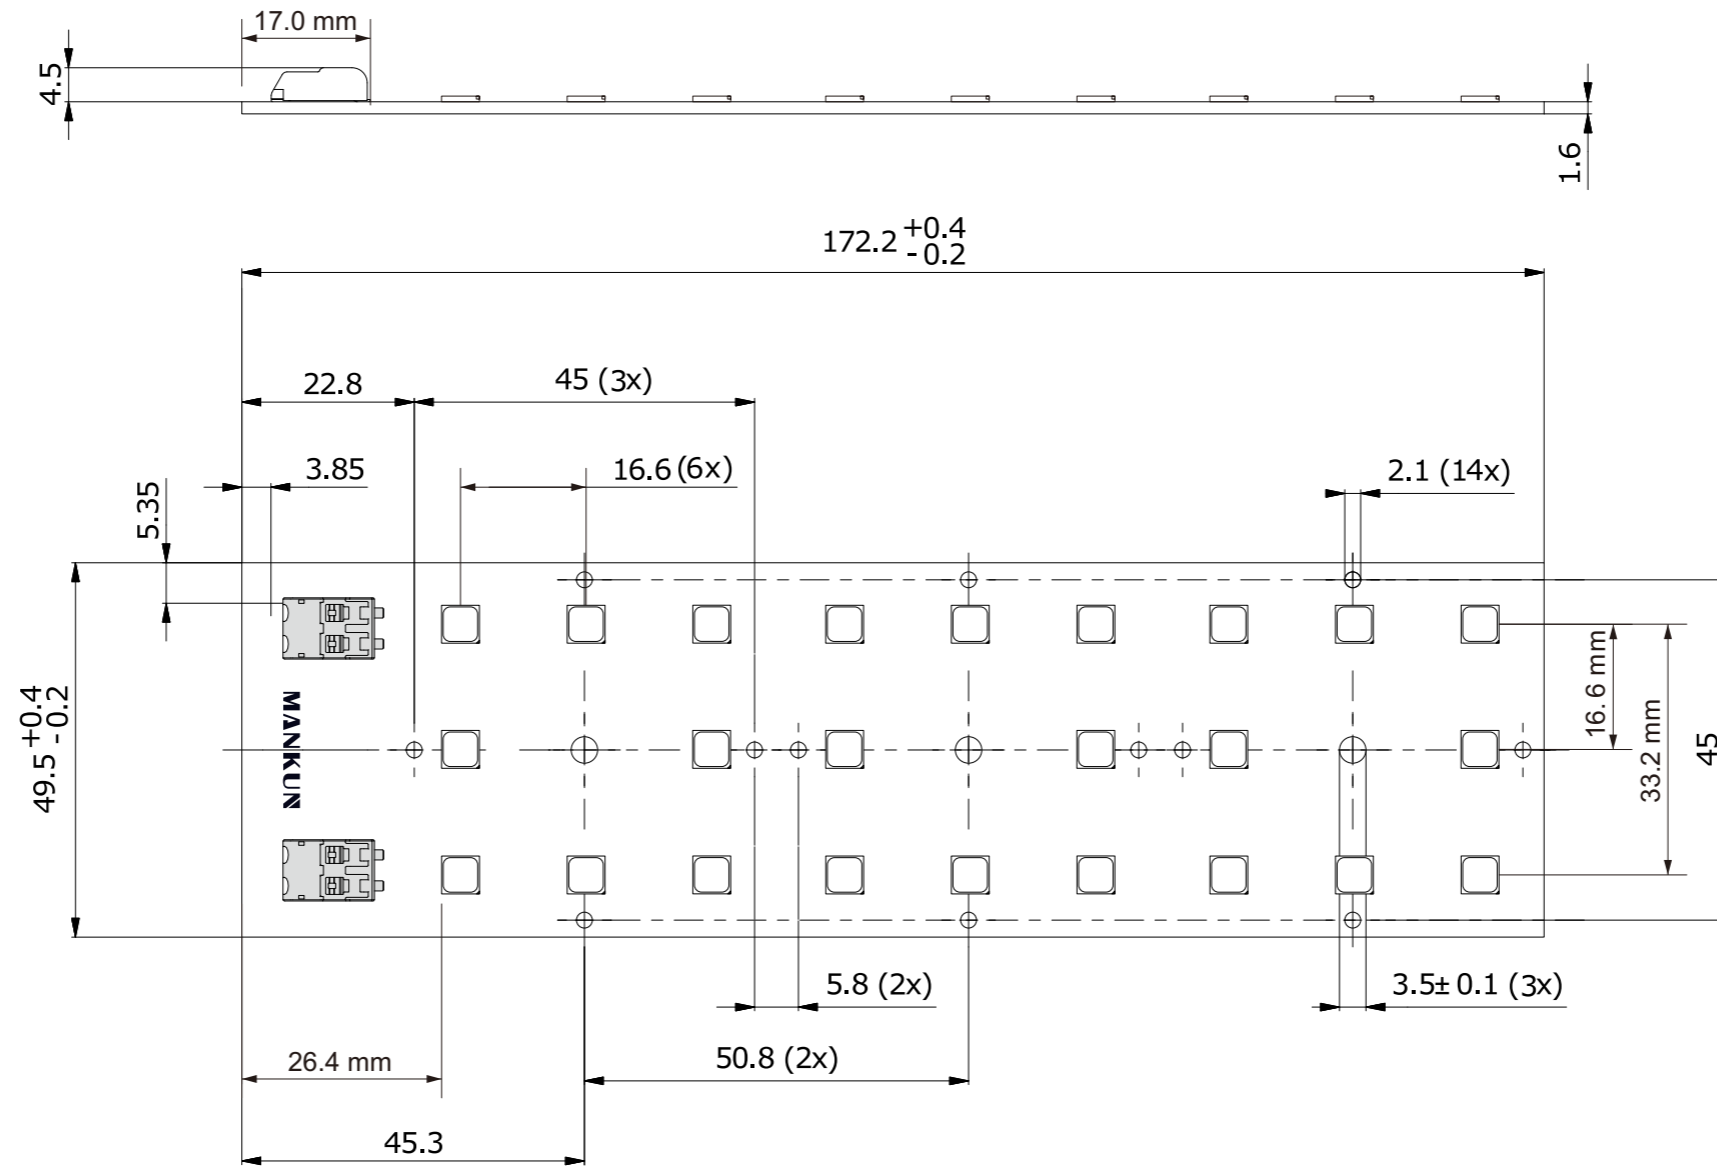 17.0 mm
4.5
1.6
172.2 +0.4
- 0.2
22.8
45 (3x)
3.85
16.6 (6x)
2.1 (14x)
5.35
49.5 +0.4
-0.2
MANKUN
16.6 mm
33.2 mm
45
5.8 (2x)
3.5± 0.1 (3x)
26.4 mm
50.8 (2x)
45.3